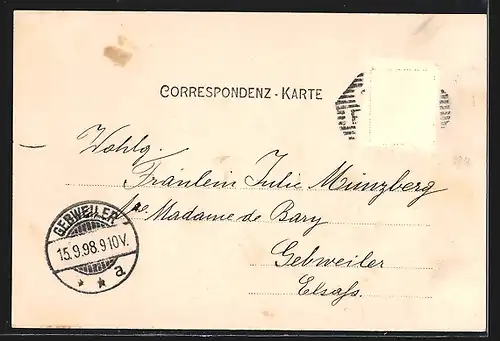 CORRESPONDENZ-KARTE
Wohlg.
Fräulein Julie Münzberg
Madame de Bary
Gebweiler
Elsaſs.
GEBWEILER
15.9.98.9 10V.
a